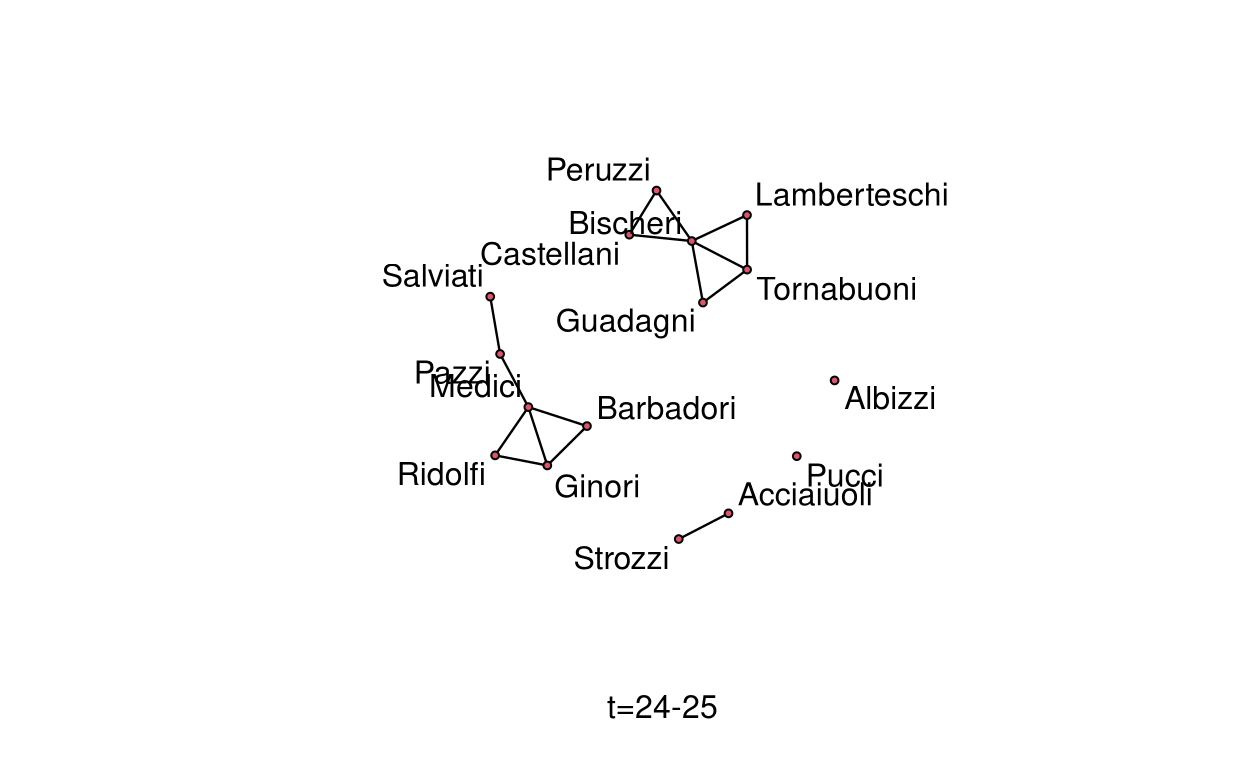 Peruzzi
Lamberteschi
Bischeri
Castellani
Salviati
Tornabuoni
Guadagni
Pazzi
Medici
Albizzi
Barbadori
Ridolfi
Pucci
Ginori
Acciaiuoli
Strozzi
t=24-25